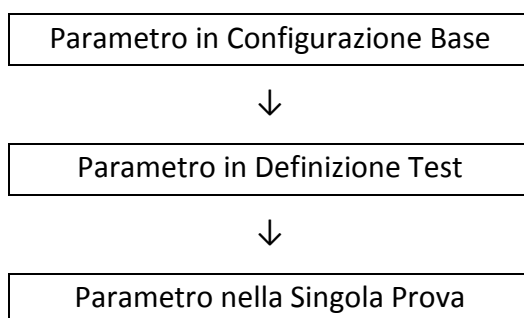 Parametro in Configurazione Base
↓
Parametro in Definizione Test
↓
Parametro nella Singola Prova